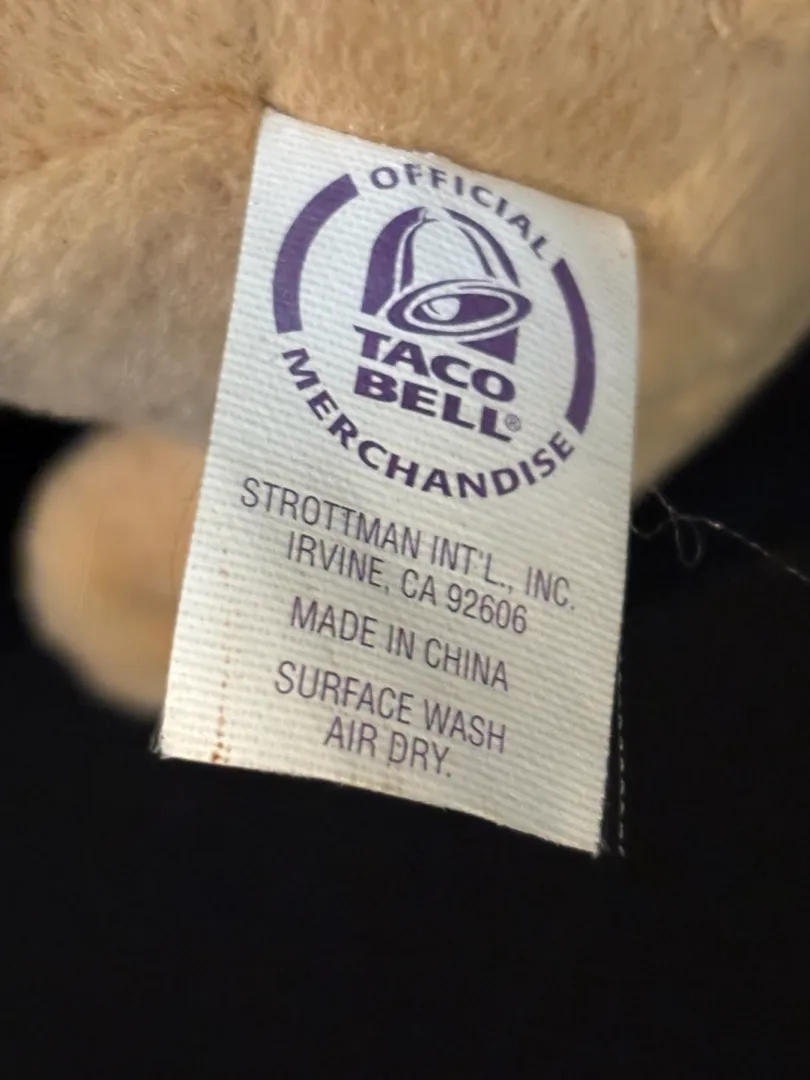 OFFICIAL
TACO
BELL®
MERCHANDISE
STROTTMAN INT'L., INC.
IRVINE, CA 92606
MADE IN CHINA
SURFACE WASH
AIR DRY.